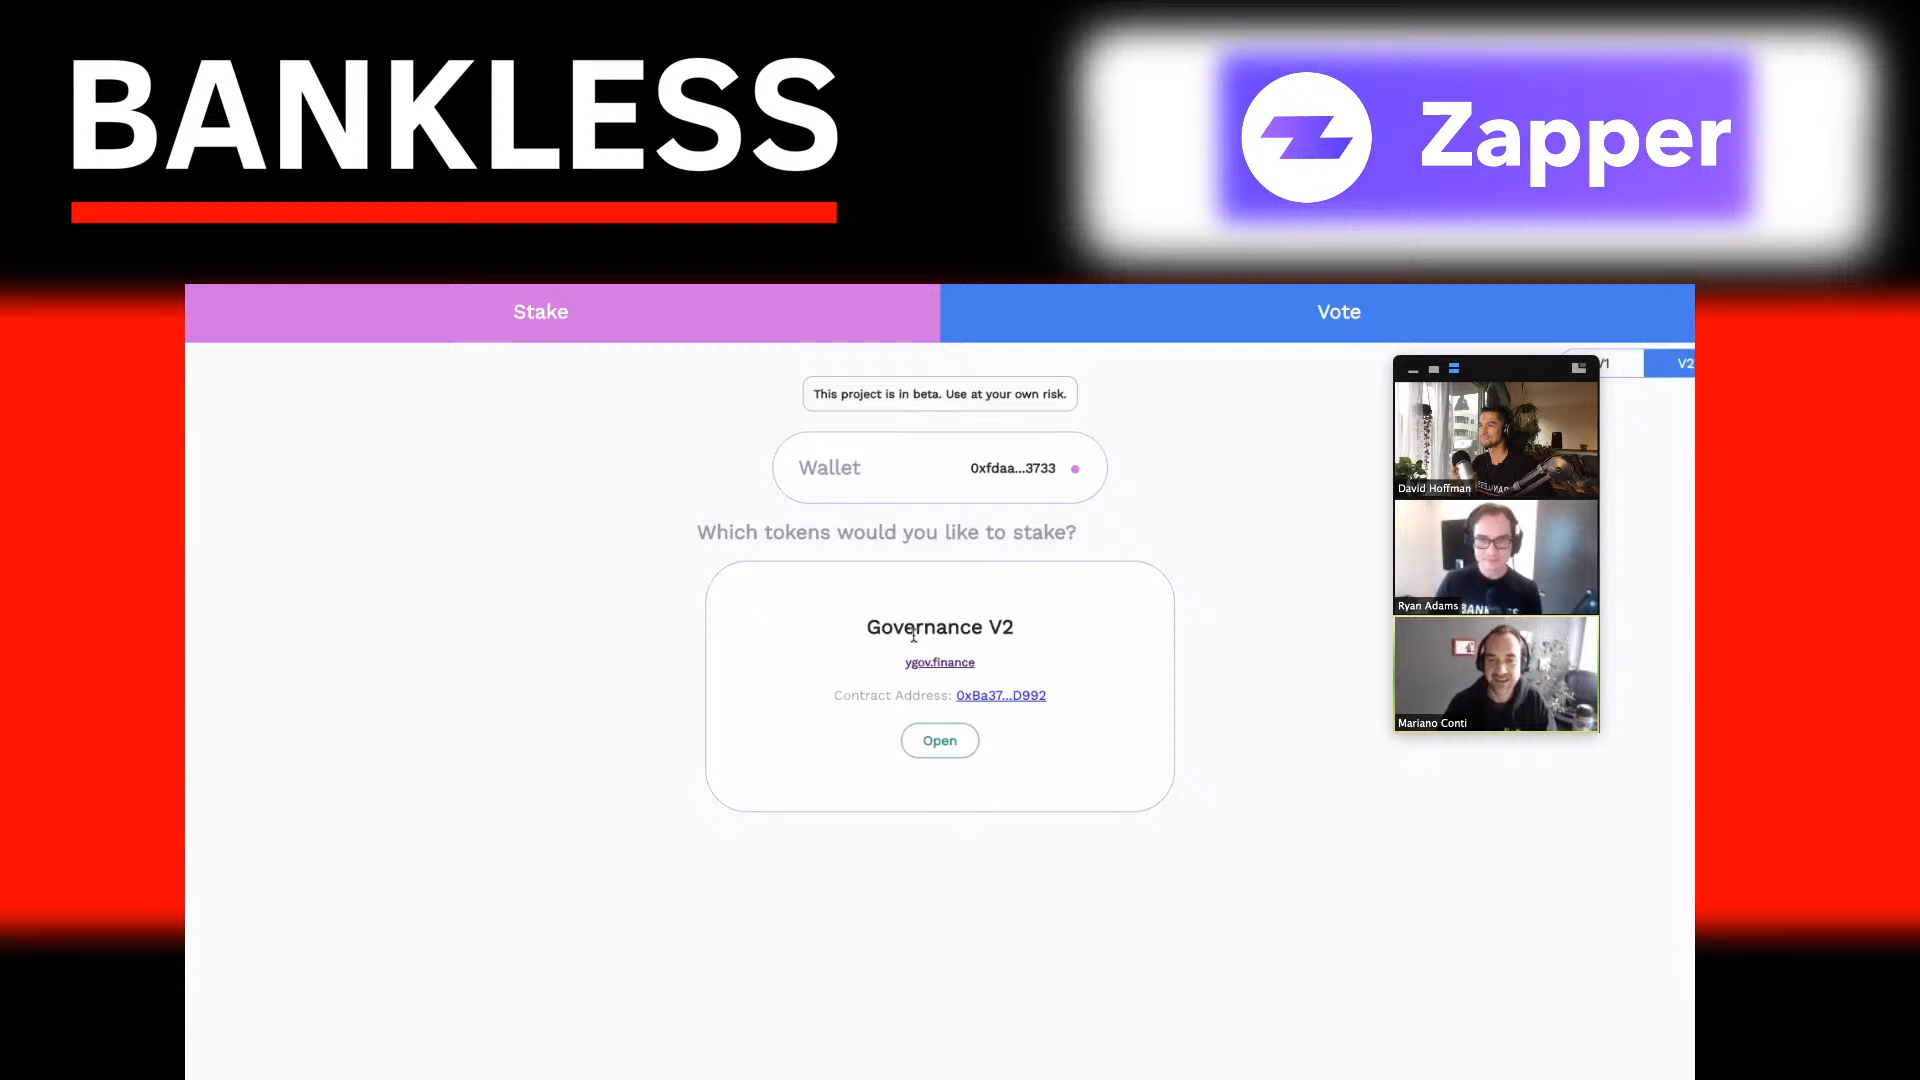 BANKLESS
Zapper
Stake
Vote
V2
This project is in beta. Use at your own risk.
Wallet
0xfdaa...3733
Which tokens would you like to stake?
Governance V2
ygov.finance
Contract Address: 0xBa37...D992
Open
David Hoffman
Ryan Adams
Mariano Conti